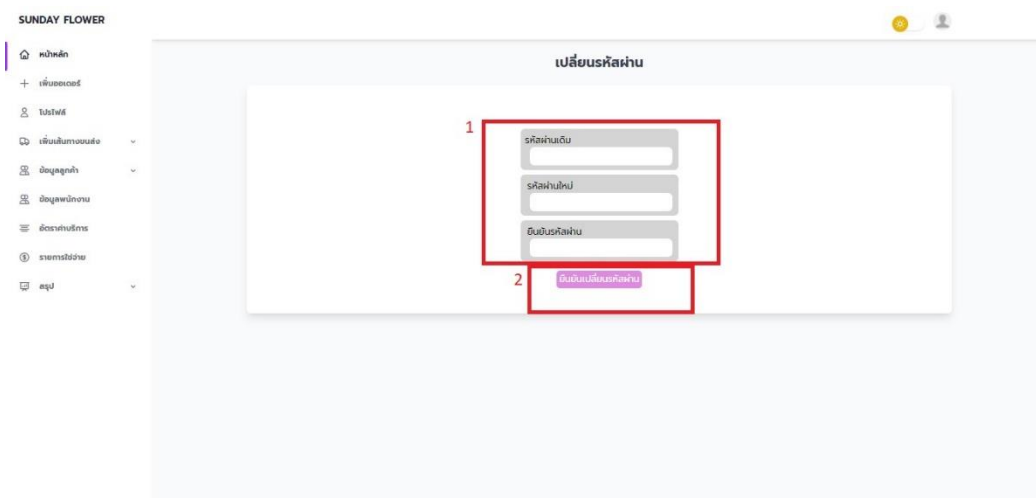 SUNDAY FLOWER
หน้าหลัก
เพิ่มออเดอร์
โปรไฟล์
เพิ่มเส้นทางขนส่ง
ข้อมูลลูกค้า
ข้อมูลพนักงาน
อัตราค่าบริการ
รายการใช้จ่าย
สรุป
เปลี่ยนรหัสผ่าน
1
รหัสผ่านเดิม
รหัสผ่านใหม่
ยืนยันรหัสผ่าน
2
ยืนยันเปลี่ยนรหัสผ่าน